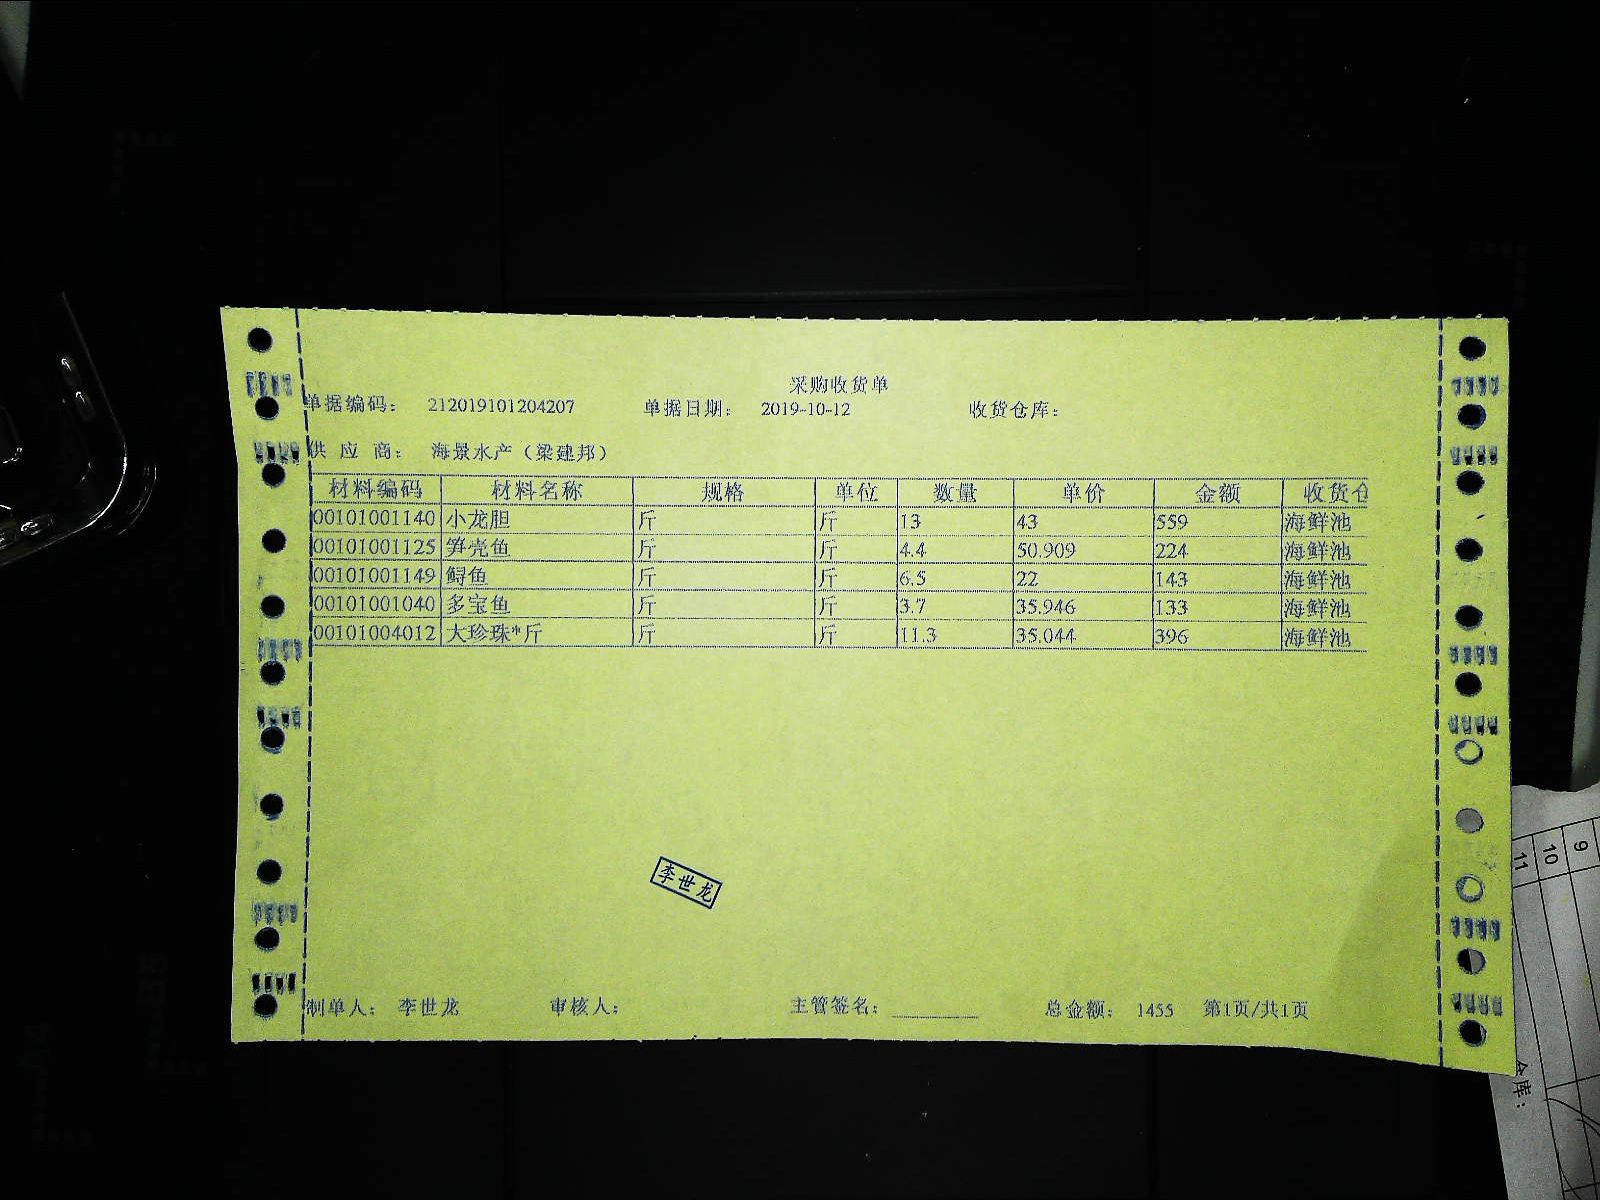 采购收货单
单据编码： 212019101204207 单据日期： 2019-10-12 收货仓库：
供 应 商： 海景水产（梁建邦）
材料编码 材料名称 规格 单位 数量 单价 金额 收货仓
00101001140 小龙胆 斤 斤 13 43 559 海鲜池
00101001125 笋壳鱼 斤 斤 4.4 50.909 224 海鲜池
00101001149 鲟鱼 斤 斤 6.5 22 143 海鲜池
00101001040 多宝鱼 斤 斤 3.7 35.946 133 海鲜池
00101004012 大珍珠*斤 斤 斤 11.3 35.044 396 海鲜池
李世龙
制单人： 李世龙 审核人： 主管签名： 总金额： 1455 第1页/共1页
9
10
11
仓库：